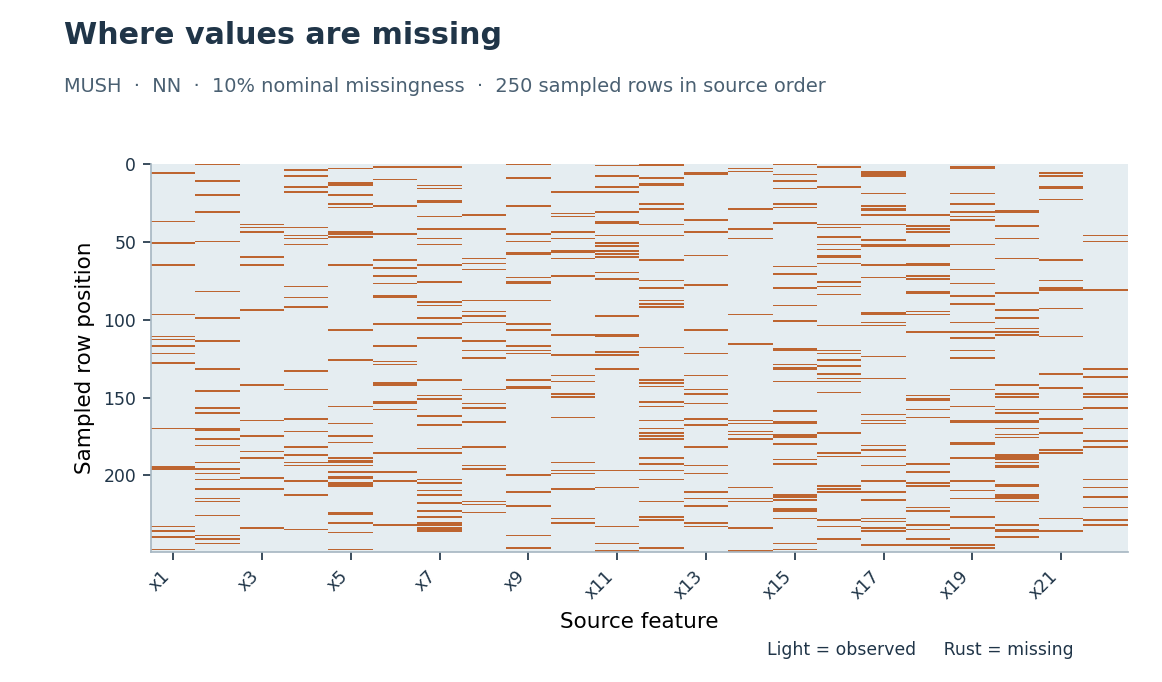 Where values are missing
MUSH · NN · 10% nominal missingness · 250 sampled rows in source order
0
50
100
150
200
Sampled row position
x1 x3 x5 x7 x9 x11 x13 x15 x17 x19 x21
Source feature
Light = observed Rust = missing